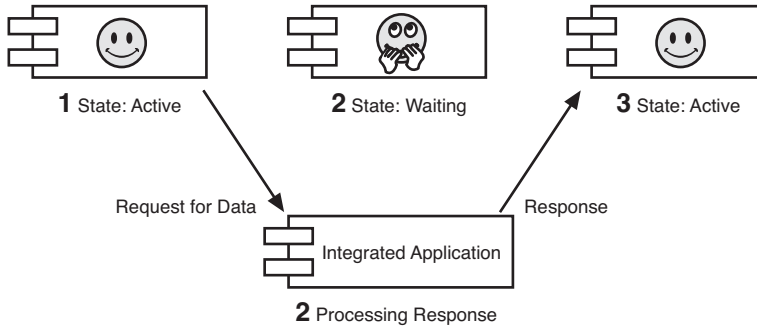 1 State: Active
2 State: Waiting
3 State: Active
Request for Data
Response
Integrated Application
2 Processing Response